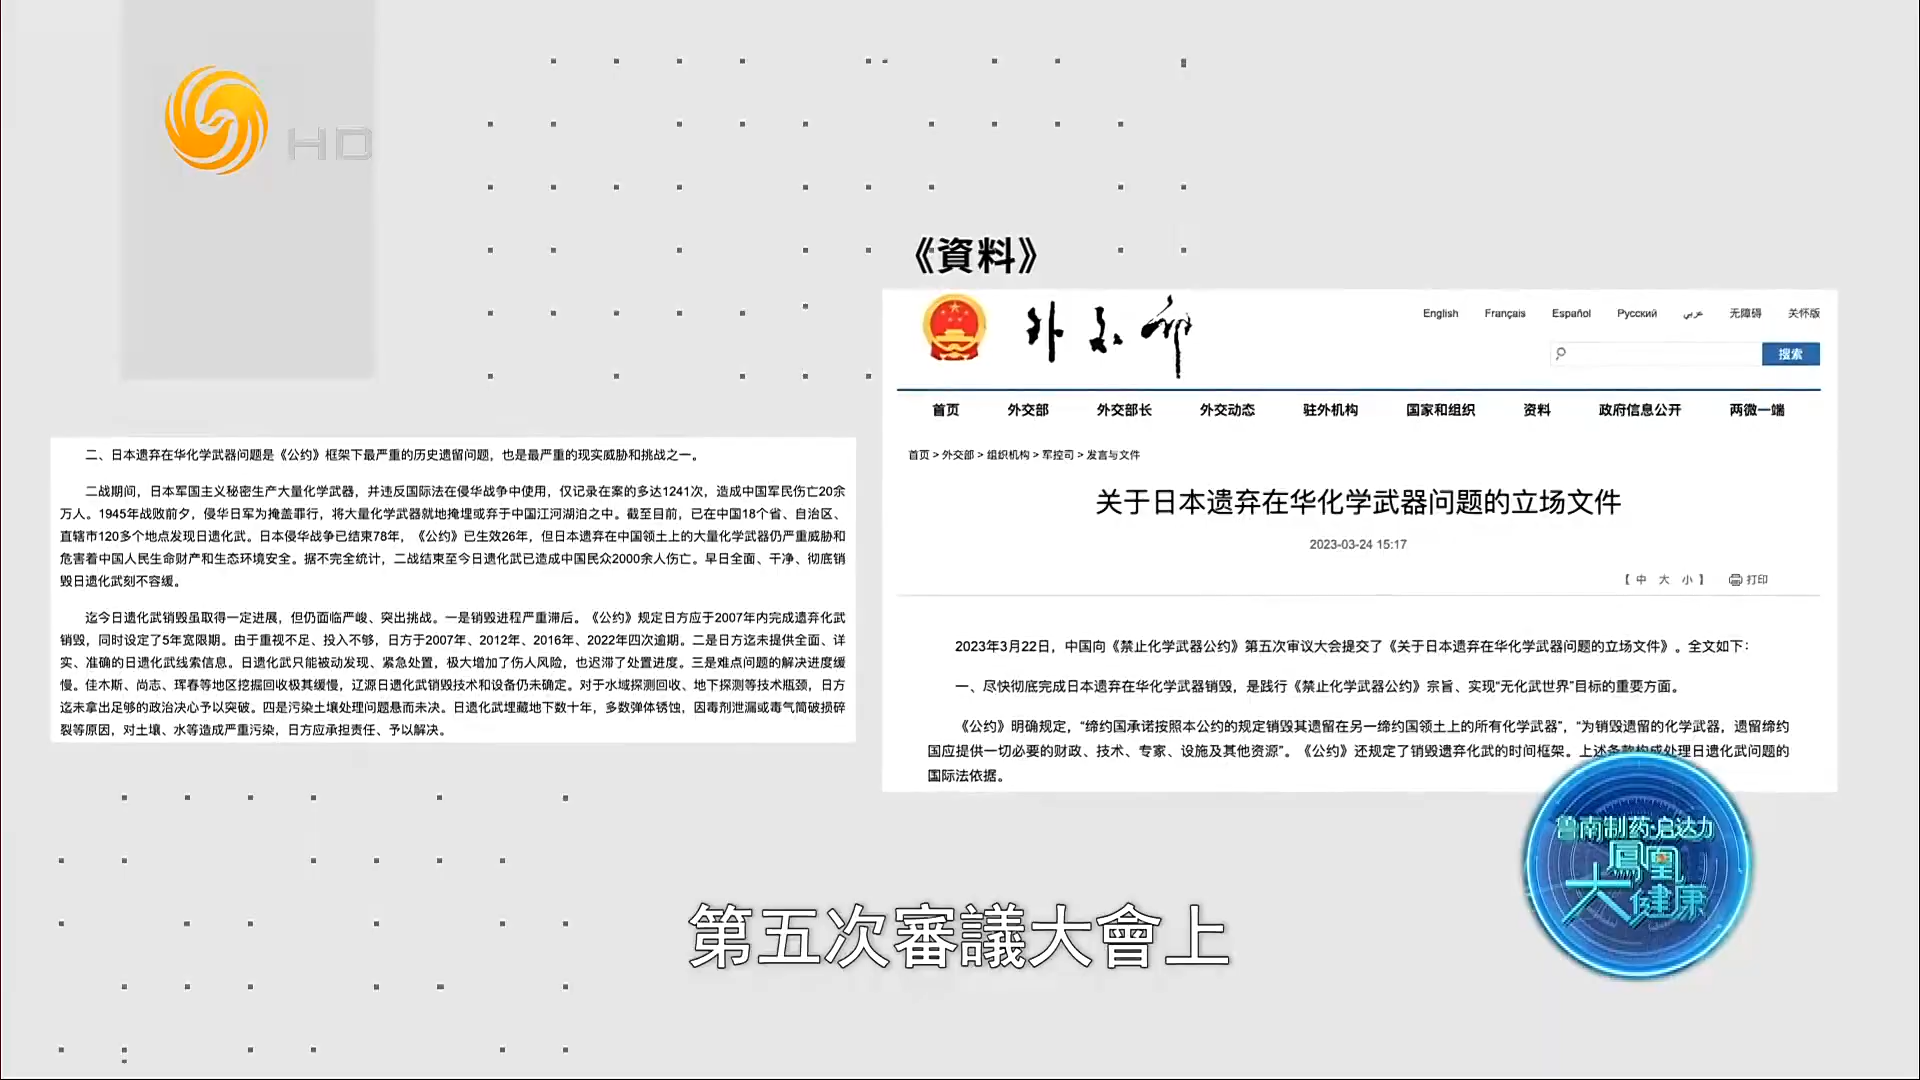 HD
《資料》
外交部
English Français Español Русский عربي 无障碍 关怀版
搜索
首页 外交部 外交部长 外交动态 驻外机构 国家和组织 资料 政府信息公开 两微一端
首页 > 外交部 > 组织机构 > 军控司 > 发言与文件
关于日本遗弃在华化学武器问题的立场文件
2023-03-24 15:17
【 中 大 小 】 打印
2023年3月22日，中国向《禁止化学武器公约》第五次审议大会提交了《关于日本遗弃在华化学武器问题的立场文件》。全文如下：
一、尽快彻底完成日本遗弃在华化学武器销毁，是践行《禁止化学武器公约》宗旨、实现“无化武世界”目标的重要方面。
《公约》明确规定，“缔约国承诺按照本公约的规定销毁其遗留在另一缔约国领土上的所有化学武器”，“为销毁遗留的化学武器，遗留缔约
国应提供一切必要的财政、技术、专家、设施及其他资源”。《公约》还规定了销毁遗弃化武的时间框架。上述条款构成处理日遗化武问题的
国际法依据。
二、日本遗弃在华化学武器问题是《公约》框架下最严重的历史遗留问题，也是最严重的现实威胁和挑战之一。
二战期间，日本军国主义秘密生产大量化学武器，并违反国际法在侵华战争中使用，仅记录在案的多达1241次，造成中国军民伤亡20余
万人。1945年战败前夕，侵华日军为掩盖罪行，将大量化学武器就地掩埋或弃于中国江河湖泊之中。截至目前，已在中国18个省、自治区、
直辖市120多个地点发现日遗化武。日本侵华战争已结束78年，《公约》已生效26年，但日本遗弃在中国领土上的大量化学武器仍严重威胁和
危害着中国人民生命财产和生态环境安全。据不完全统计，二战结束至今日遗化武已造成中国民众2000余人伤亡。早日全面、干净、彻底销
毁日遗化武刻不容缓。
迄今日遗化武销毁虽取得一定进展，但仍面临严峻、突出挑战。一是销毁进程严重滞后。《公约》规定日方应于2007年内完成遗弃化武
销毁，同时设定了5年宽限期。由于重视不足、投入不够，日方于2007年、2012年、2016年、2022年四次逾期。二是日方迄未提供全面、详
实、准确的日遗化武线索信息。日遗化武只能被动发现、紧急处置，极大增加了伤人风险，也迟滞了处置进度。三是难点问题的解决进度缓
慢。佳木斯、尚志、珲春等地区挖掘回收极其缓慢，辽源日遗化武销毁技术和设备仍未确定。对于水域探测回收、地下探测等技术瓶颈，日方
迄未拿出足够的政治决心予以突破。四是污染土壤处理问题悬而未决。日遗化武埋藏地下数十年，多数弹体锈蚀，因毒剂泄漏或毒气筒破损碎
裂等原因，对土壤、水等造成严重污染，日方应承担责任、予以解决。
鲁南制药·启达力
凤凰
大健康
第五次審議大會上